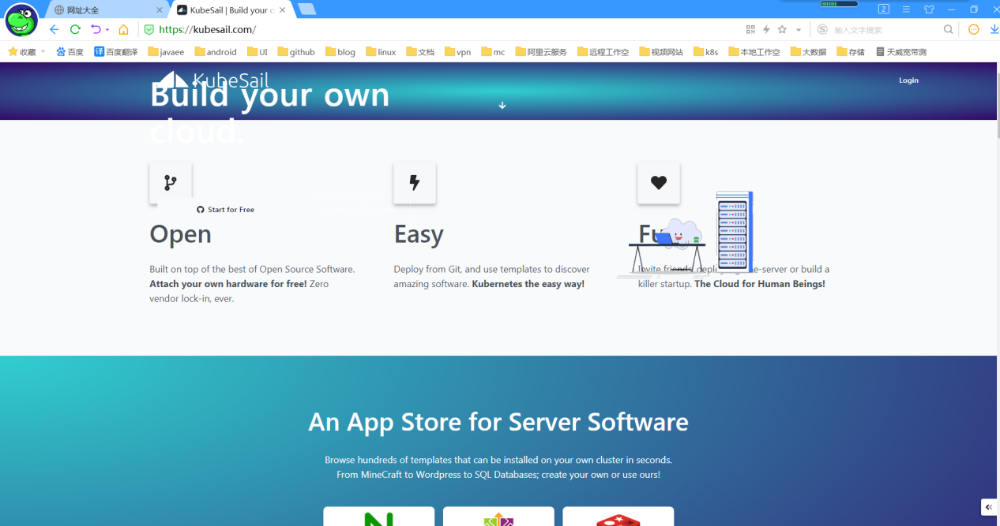 网址大全
KubeSail | Build your o
2
https://kubesail.com/
输入文字搜索
收藏 百度 百度翻译 javaee android UI github blog linux 文档 vpn mc 阿里云服务 远程工作空 视频网站 k8s 本地工作空 大数据 存储 天威宽带测
译
KubeSail
Login
Build your own
cloud.
Start for Free
Open
Built on top of the best of Open Source Software.
Attach your own hardware for free! Zero
vendor lock-in, ever.
Easy
Deploy from Git, and use templates to discover
amazing software. Kubernetes the easy way!
Fu
Invite friends, deploy e-server or build a
killer startup. The Cloud for Human Beings!
An App Store for Server Software
Browse hundreds of templates that can be installed on your own cluster in seconds.
From MineCraft to Wordpress to SQL Databases; create your own or use ours!